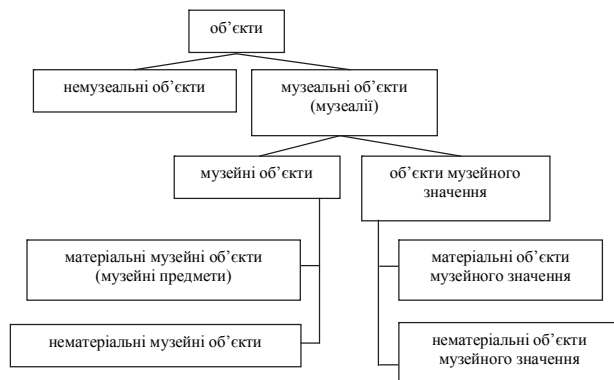 об’єкти
немузеальні об’єкти
музеальні об’єкти
(музеалії)
музейні об’єкти
об’єкти музейного
значення
матеріальні музейні об’єкти
(музейні предмети)
матеріальні об’єкти
музейного значення
нематеріальні музейні об’єкти
нематеріальні об’єкти
музейного значення